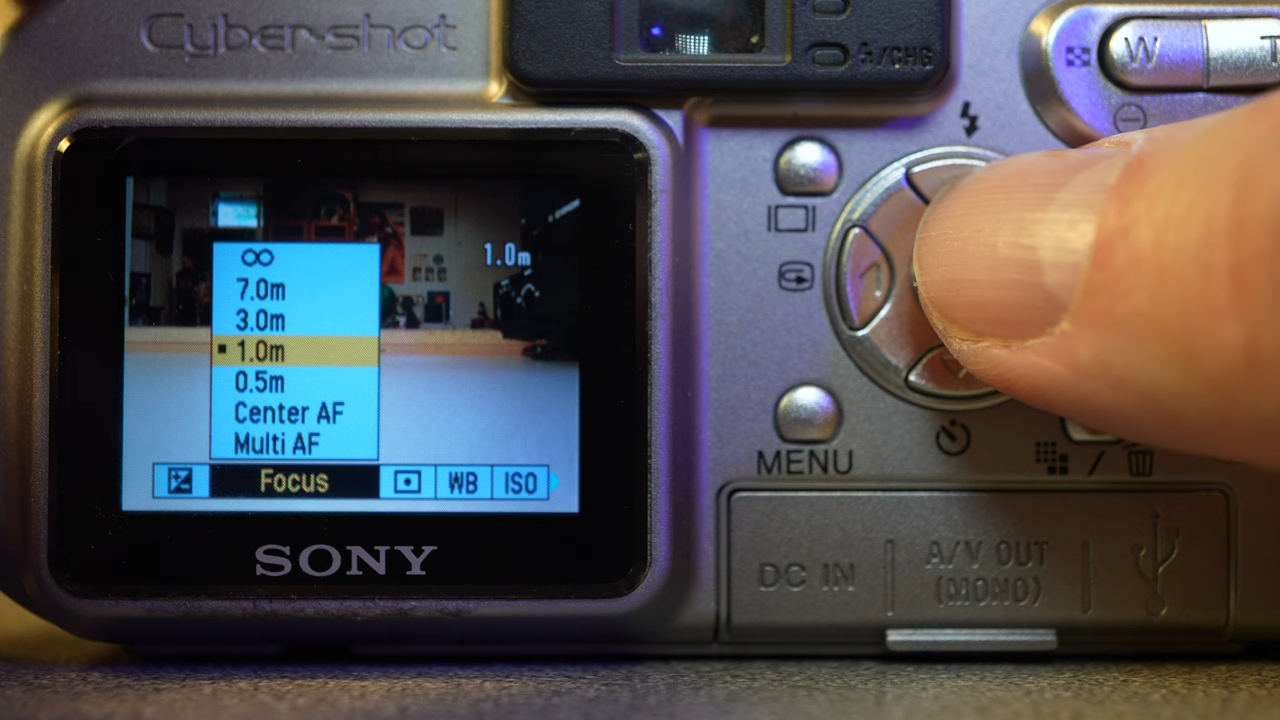 Cyber-shot
⚡/CHG
W T
1.0m
∞
7.0m
3.0m
1.0m
0.5m
Center AF
Multi AF
Focus WB ISO
SONY
MENU
/
DC IN
A/V OUT
(MONO)